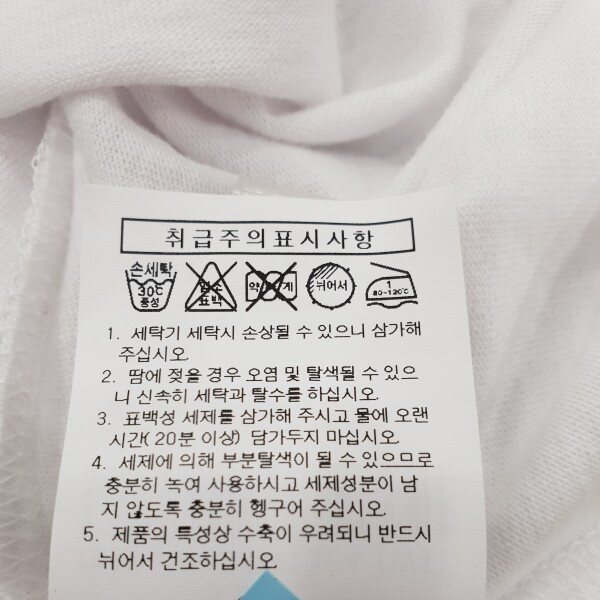 취급주의표시사항
손세탁
30℃
중성
염소
표백
약
게
뉘어서
1
80~120℃
1. 세탁기 세탁시 손상될 수 있으니 삼가해
주십시오.
2. 땀에 젖을 경우 오염 및 탈색될 수 있으
니 신속히 세탁과 탈수를 하십시오.
3. 표백성 세제를 삼가해 주시고 물에 오랜
시간( 20분 이상) 담가두지 마십시오.
4. 세제에 의해 부분탈색이 될 수 있으므로
충분히 녹여 사용하시고 세제성분이 남
지 않도록 충분히 헹구어 주십시오.
5. 제품의 특성상 수축이 우려되니 반드시
뉘어서 건조하십시오.